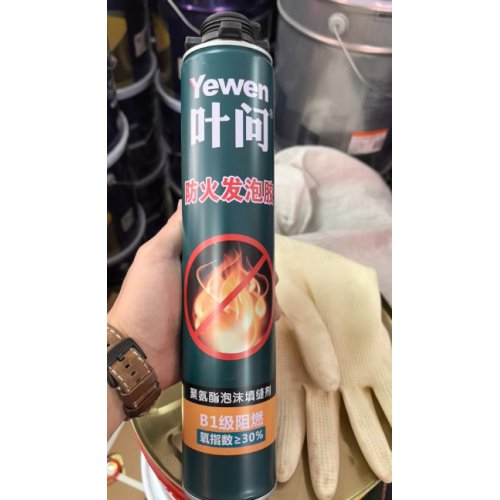 Yewen
叶问®
防火发泡胶
聚氨酯泡沫填缝剂
B1级阻燃
氧指数≥30%